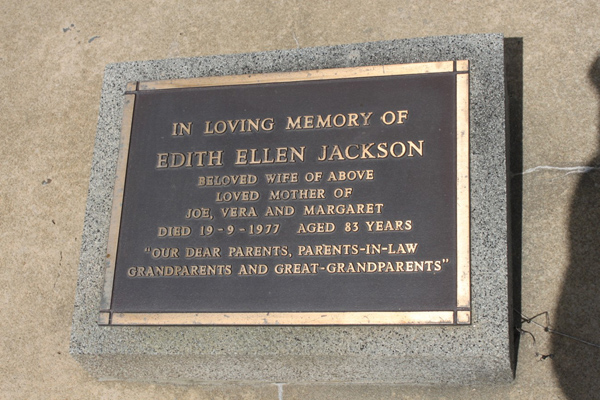 IN LOVING MEMORY OF
EDITH ELLEN JACKSON
BELOVED WIFE OF ABOVE
LOVED MOTHER OF
JOE, VERA AND MARGARET
DIED 19-9-1977 AGED 83 YEARS
"OUR DEAR PARENTS, PARENTS-IN-LAW
GRANDPARENTS AND GREAT-GRANDPARENTS"